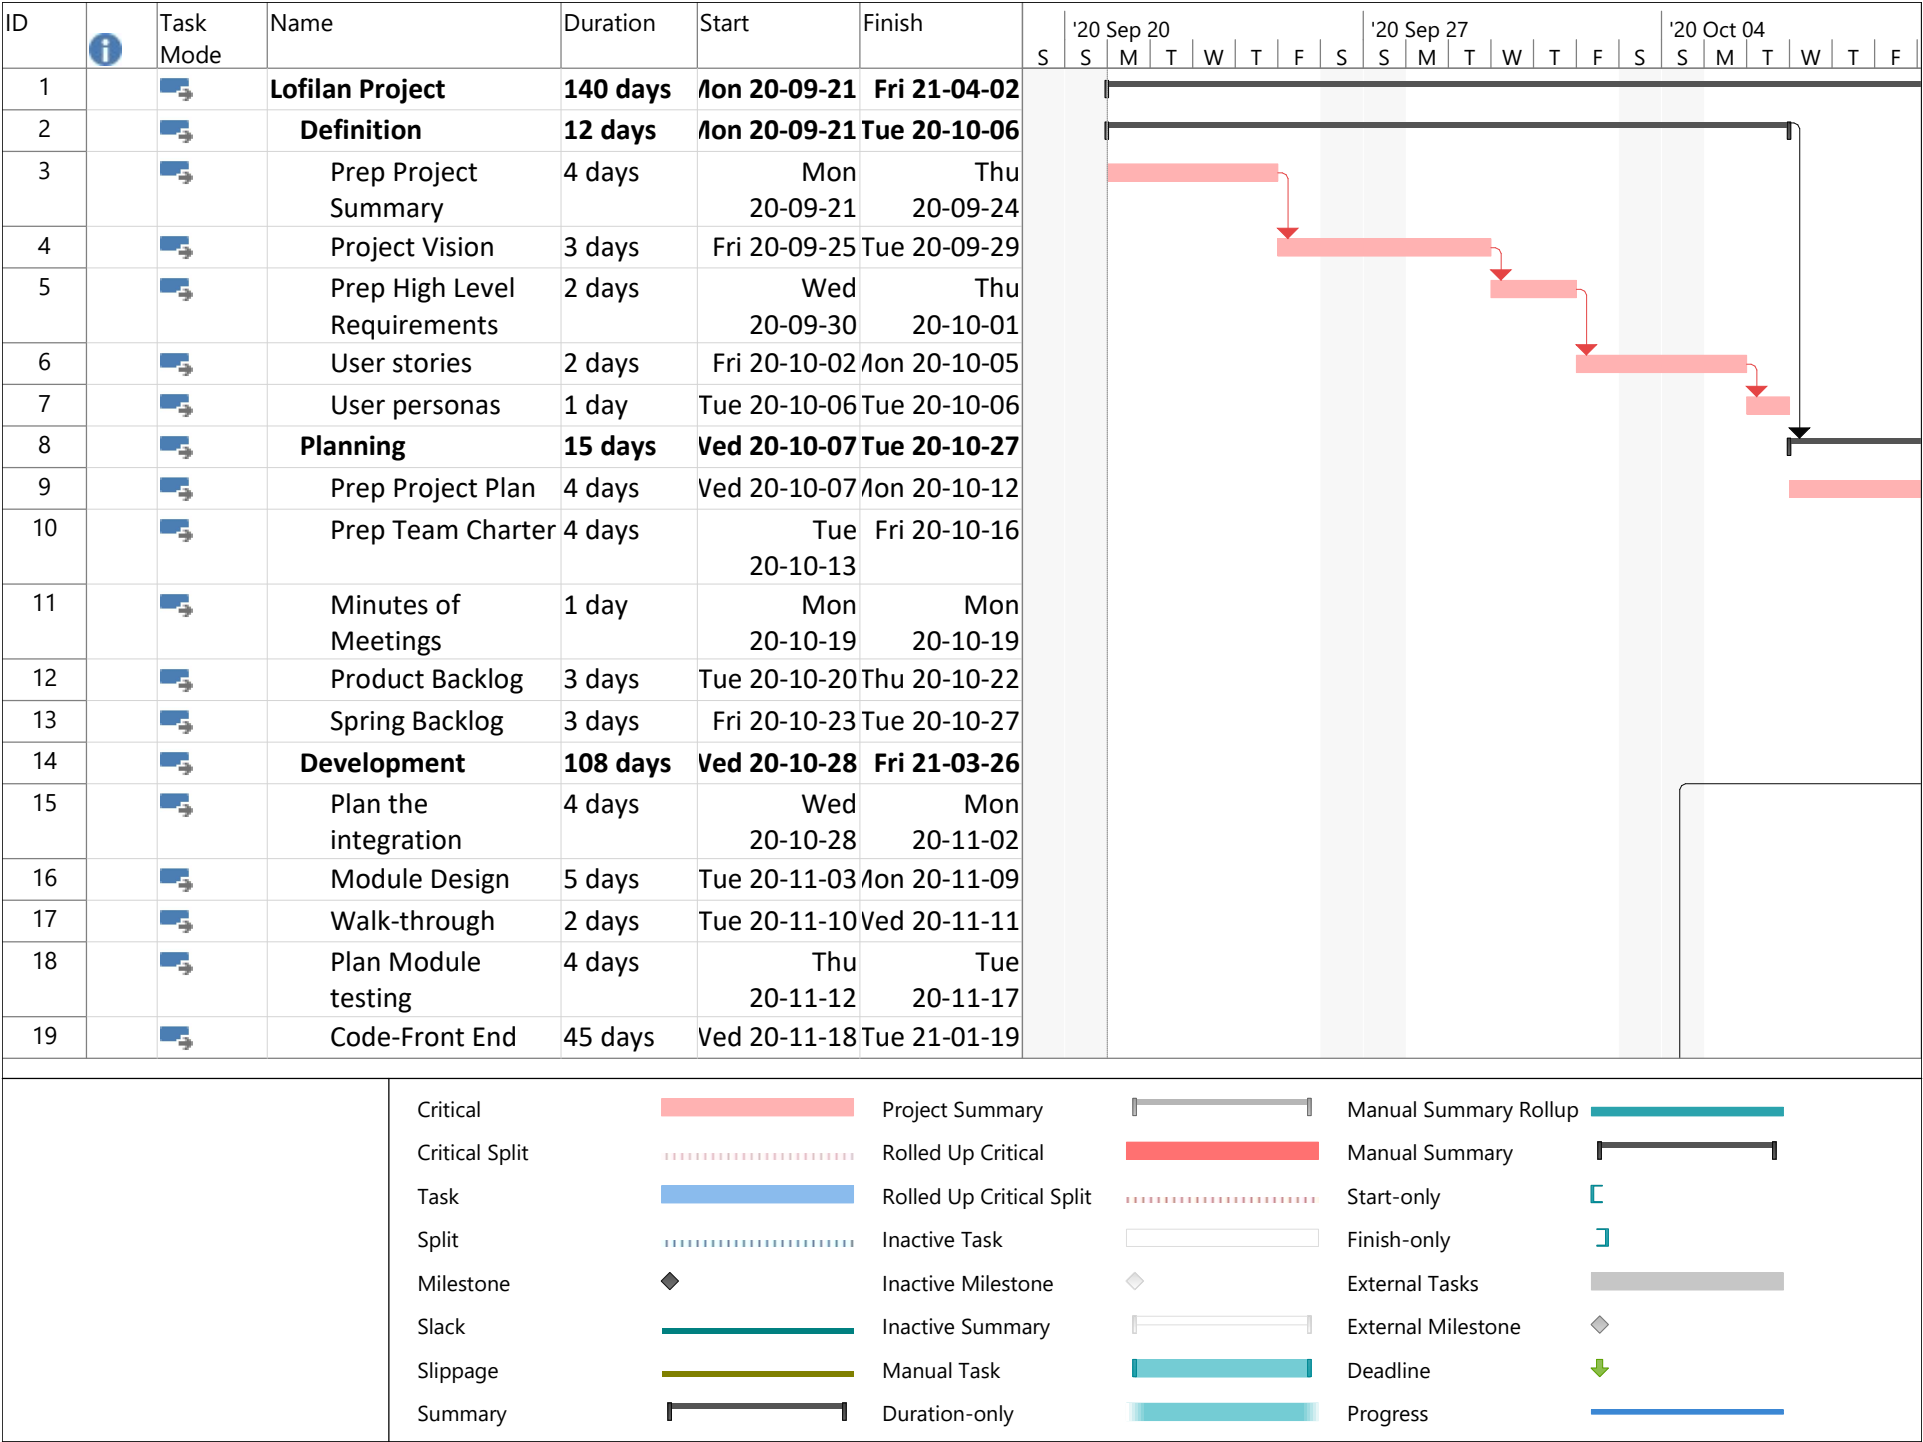 ID Task Mode Name Duration Start Finish
'20 Sep 20 '20 Sep 27 '20 Oct 04
S S M T W T F S S M T W T F S S M T W T F
1 Lofilan Project 140 days Mon 20-09-21 Fri 21-04-02
2 Definition 12 days Mon 20-09-21 Tue 20-10-06
3 Prep Project Summary 4 days Mon 20-09-21 Thu 20-09-24
4 Project Vision 3 days Fri 20-09-25 Tue 20-09-29
5 Prep High Level Requirements 2 days Wed 20-09-30 Thu 20-10-01
6 User stories 2 days Fri 20-10-02 Mon 20-10-05
7 User personas 1 day Tue 20-10-06 Tue 20-10-06
8 Planning 15 days Wed 20-10-07 Tue 20-10-27
9 Prep Project Plan 4 days Wed 20-10-07 Mon 20-10-12
10 Prep Team Charter 4 days Tue 20-10-13 Fri 20-10-16
11 Minutes of Meetings 1 day Mon 20-10-19 Mon 20-10-19
12 Product Backlog 3 days Tue 20-10-20 Thu 20-10-22
13 Spring Backlog 3 days Fri 20-10-23 Tue 20-10-27
14 Development 108 days Wed 20-10-28 Fri 21-03-26
15 Plan the integration 4 days Wed 20-10-28 Mon 20-11-02
16 Module Design 5 days Tue 20-11-03 Mon 20-11-09
17 Walk-through 2 days Tue 20-11-10 Wed 20-11-11
18 Plan Module testing 4 days Thu 20-11-12 Tue 20-11-17
19 Code-Front End 45 days Wed 20-11-18 Tue 21-01-19
Critical Project Summary Manual Summary Rollup
Critical Split Rolled Up Critical Manual Summary
Task Rolled Up Critical Split Start-only
Split Inactive Task Finish-only
Milestone Inactive Milestone External Tasks
Slack Inactive Summary External Milestone
Slippage Manual Task Deadline
Summary Duration-only Progress